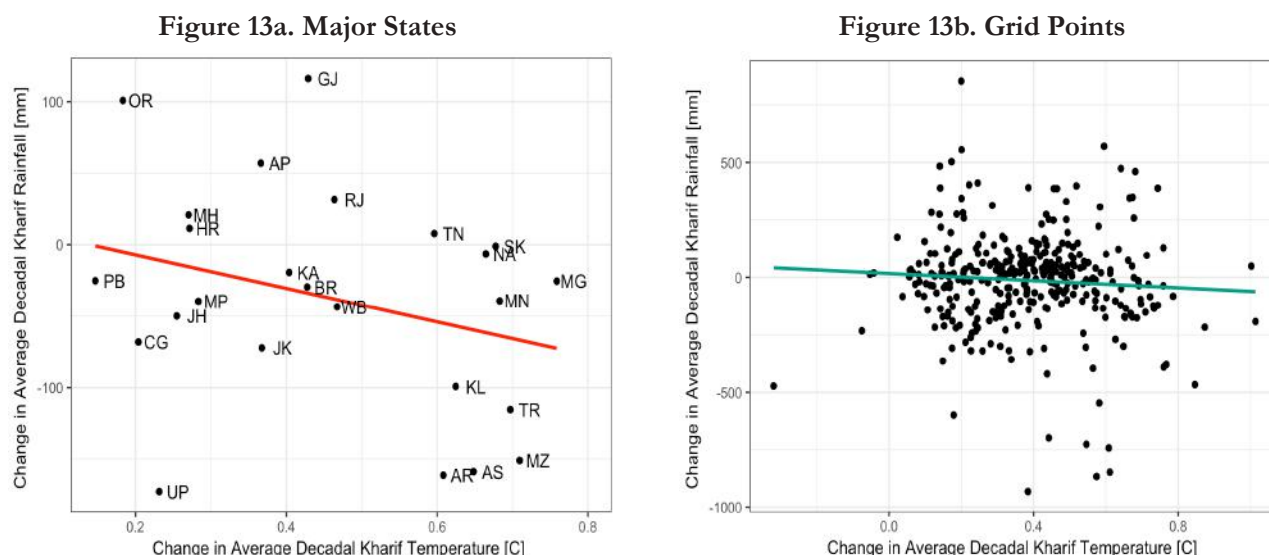 Figure 13a. Major States
Change in Average Decadal Kharif Rainfall [mm]
100
0
-100
OR
GJ
AP
RJ
MH
HR
TN
SK
NA
KA
PB
BR
MG
MP
MN
WB
JH
CG
JK
KL
TR
MZ
AR
AS
UP
0.2
0.4
0.6
0.8
Change in Average Decadal Kharif Temperature [C]
Figure 13b. Grid Points
Change in Average Decadal Kharif Rainfall [mm]
500
0
-500
-1000
0.0
0.4
0.8
Change in Average Decadal Kharif Temperature [C]